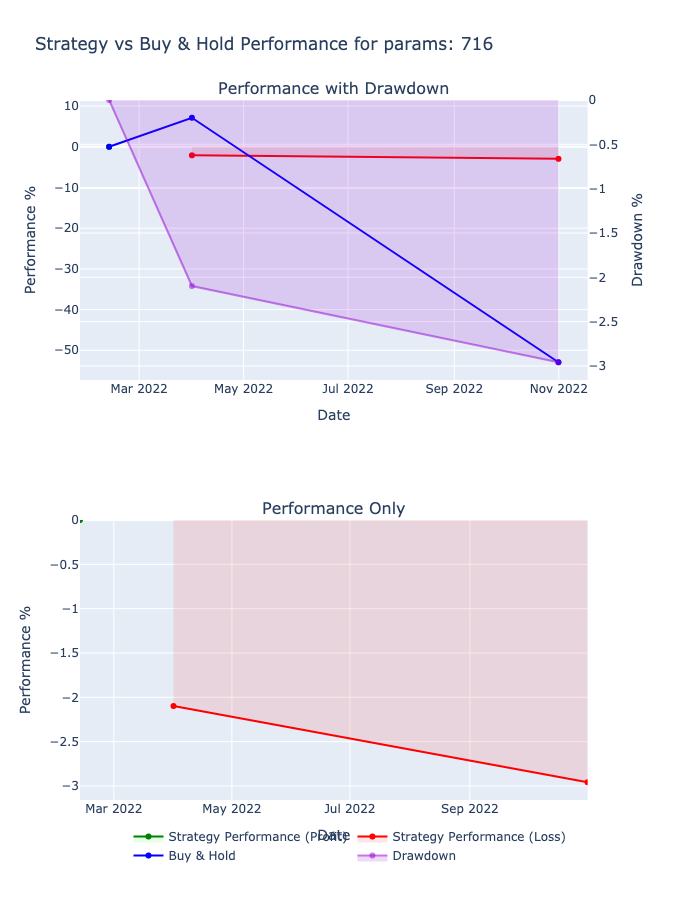 Strategy vs Buy & Hold Performance for params: 716
Performance with Drawdown
10
0
−10
−20
−30
−40
−50
Performance %
0
−0.5
−1
−1.5
−2
−2.5
−3
Drawdown %
Mar 2022 May 2022 Jul 2022 Sep 2022 Nov 2022
Date
Performance Only
0
−0.5
−1
−1.5
−2
−2.5
−3
Performance %
Mar 2022 May 2022 Jul 2022 Sep 2022
Date
Strategy Performance (Profit) Strategy Performance (Loss)
Buy & Hold Drawdown